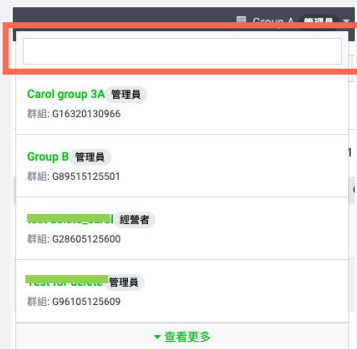 Group A 管理員
Carol group 3A 管理員
群組: G16320130966
Group B 管理員
群組: G89515125501
經營者
群組: G28605125600
管理員
群組: G96105125609
查看更多